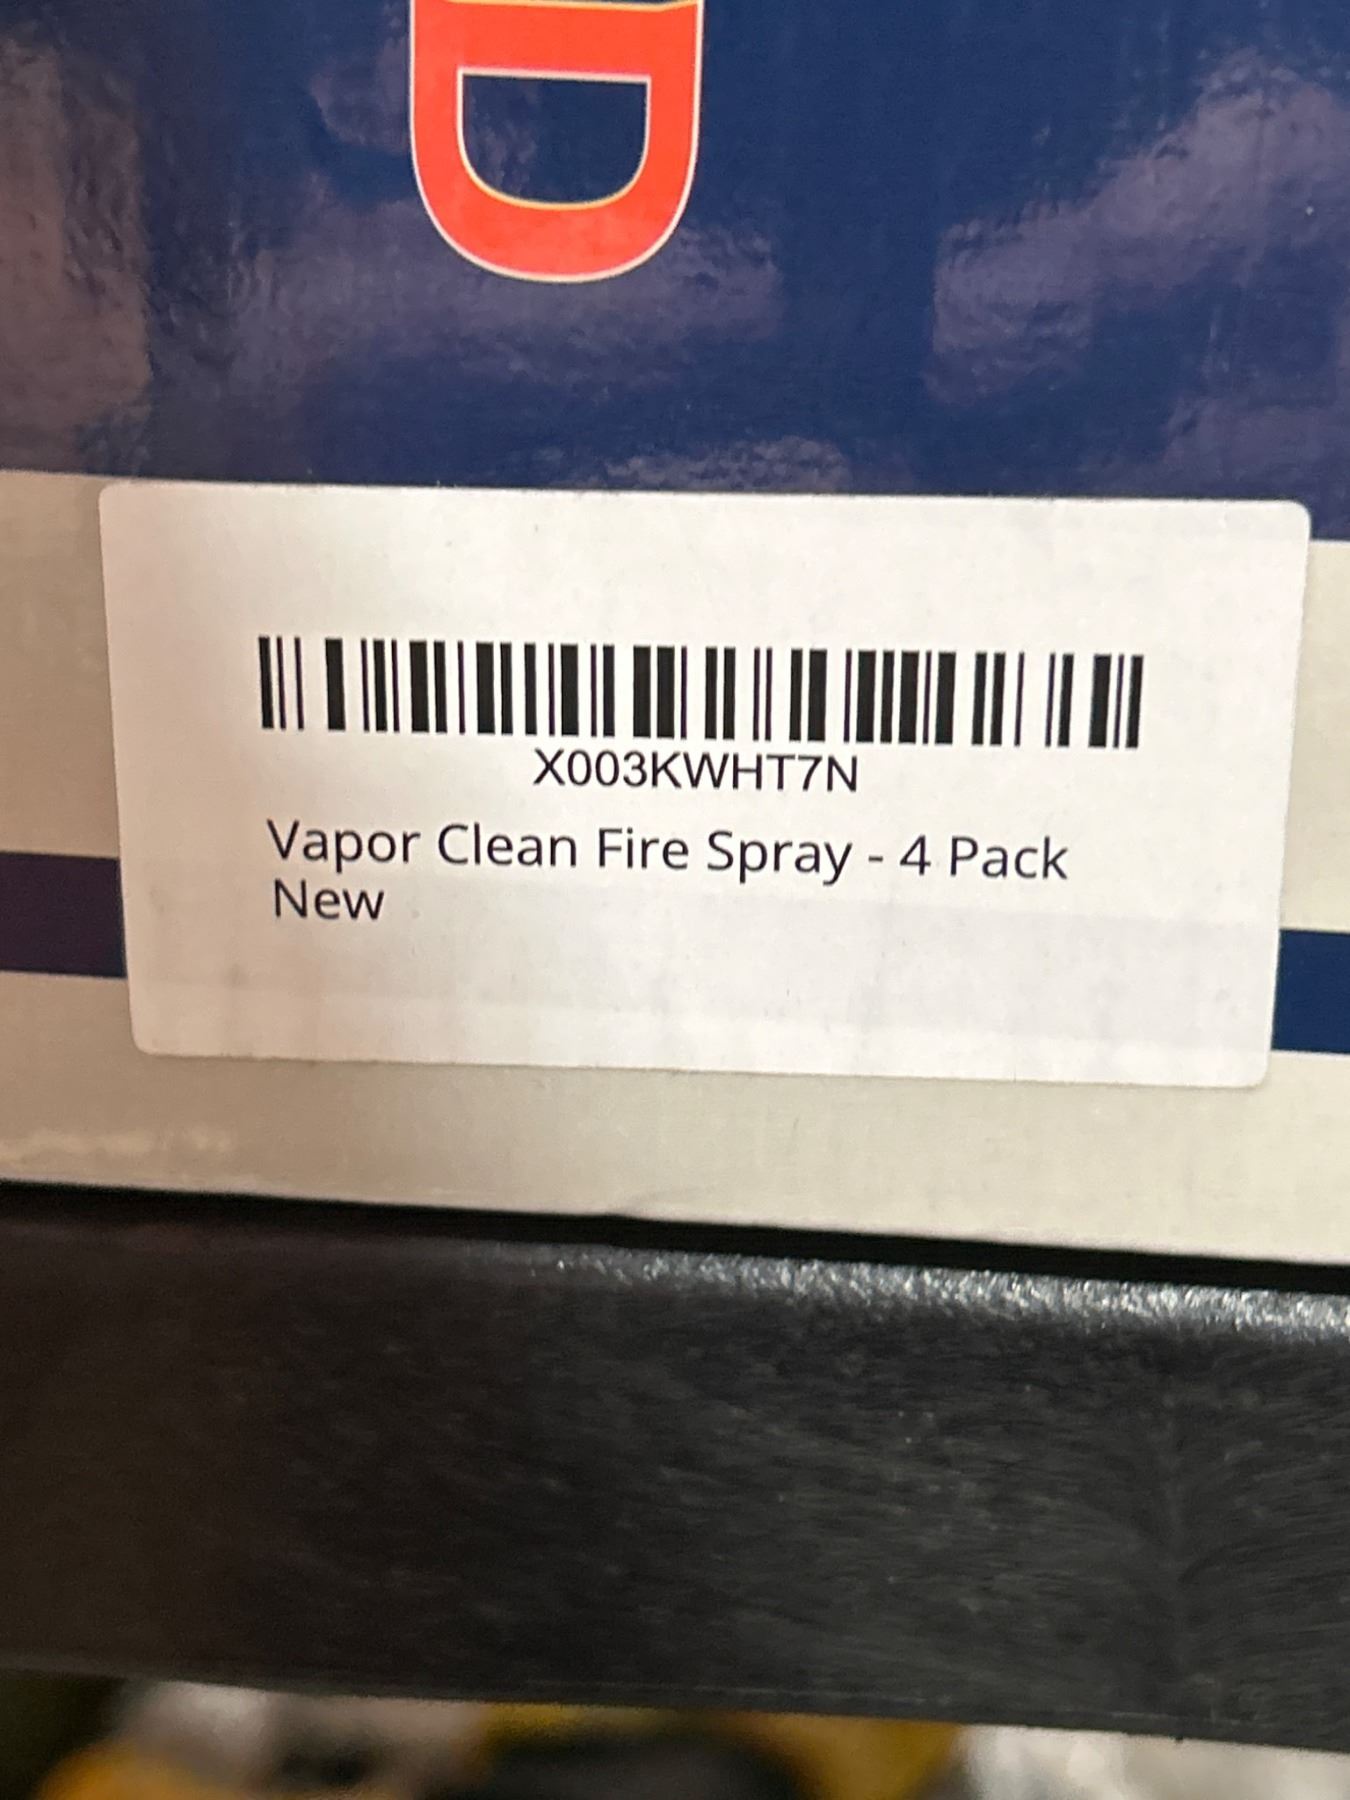 D
X003KWHT7N
Vapor Clean Fire Spray - 4 Pack
New